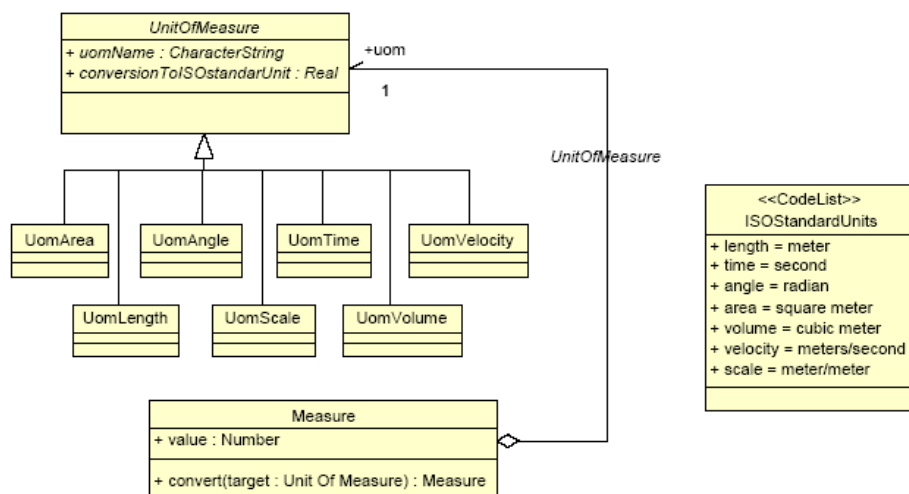 UnitOfMeasure
+ uomName : CharacterString
+ conversionToISOstandarUnit : Real
+uom
1
UnitOfMeasure
UomArea
UomAngle
UomTime
UomVelocity
UomLength
UomScale
UomVolume
<<CodeList>>
ISOStandardUnits
+ length = meter
+ time = second
+ angle = radian
+ area = square meter
+ volume = cubic meter
+ velocity = meters/second
+ scale = meter/meter
Measure
+ value : Number
+ convert(target : Unit Of Measure) : Measure